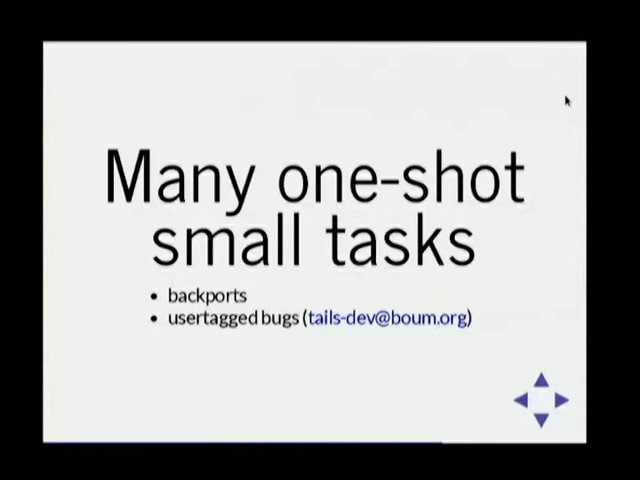 Many one-shot
small tasks
• backports
• usertagged bugs (tails-dev@boum.org)